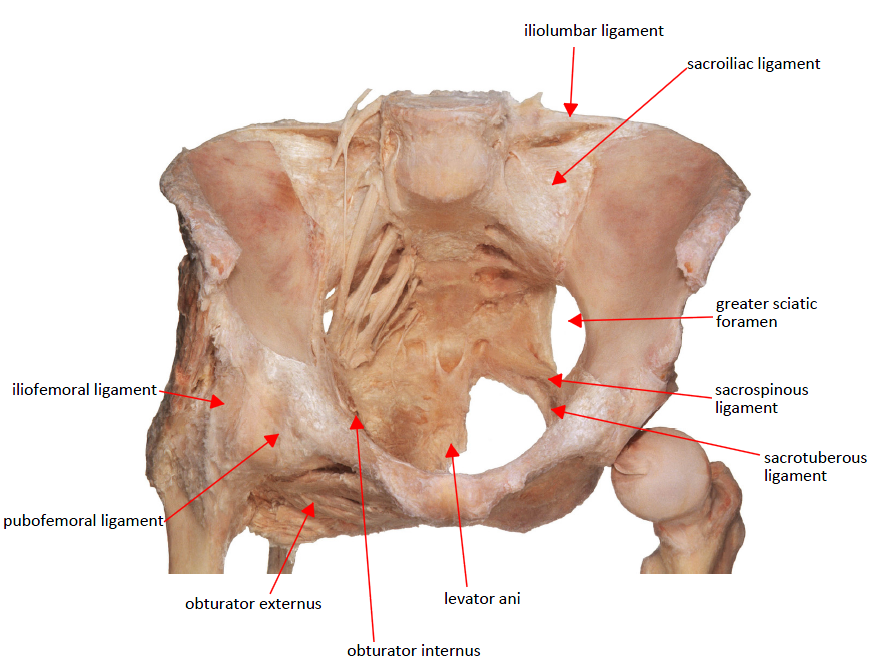 iliolumbar ligament
sacroiliac ligament
greater sciatic
foramen
iliofemoral ligament
sacrospinous
ligament
sacrotuberous
ligament
pubofemoral ligament
obturator externus
levator ani
obturator internus